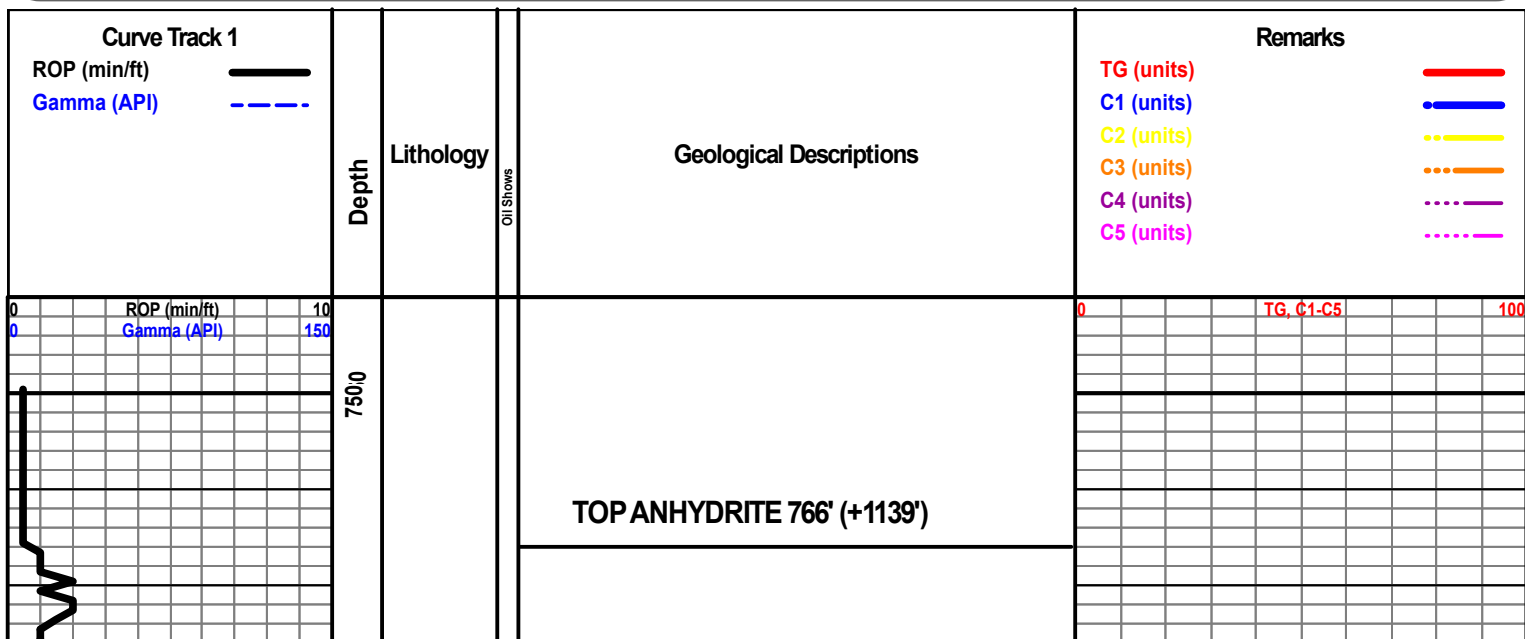 Curve Track 1
ROP (min/ft)
Gamma (API)
Depth
Lithology
Oil Shows
Geological Descriptions
Remarks
TG (units)
C1 (units)
C2 (units)
C3 (units)
C4 (units)
C5 (units)
0 ROP (min/ft) 10
0 Gamma (API) 150
0 TG, C1-C5 100
TOP ANHYDRITE 766' (+1139')